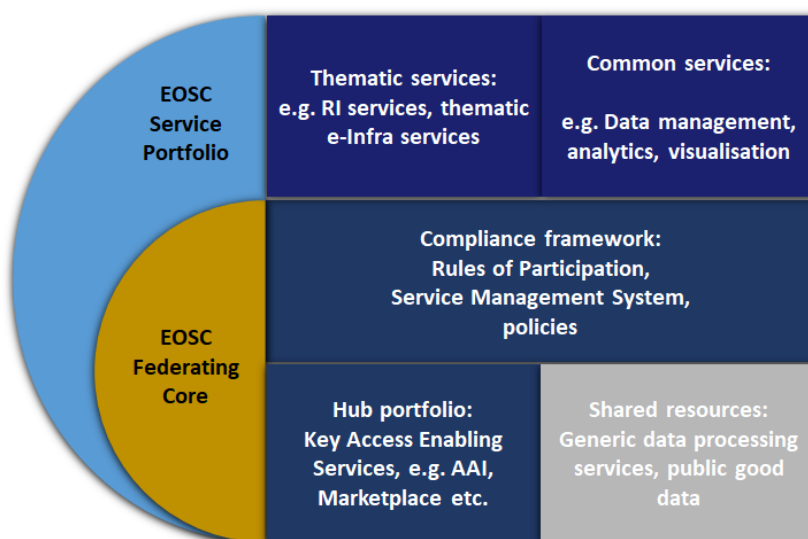 EOSC
Service
Portfolio
Thematic services:
e.g. RI services, thematic
e-Infra services
Common services:
e.g. Data management,
analytics, visualisation
EOSC
Federating
Core
Compliance framework:
Rules of Participation,
Service Management System,
policies
Hub portfolio:
Key Access Enabling
Services, e.g. AAI,
Marketplace etc.
Shared resources:
Generic data processing
services, public good
data